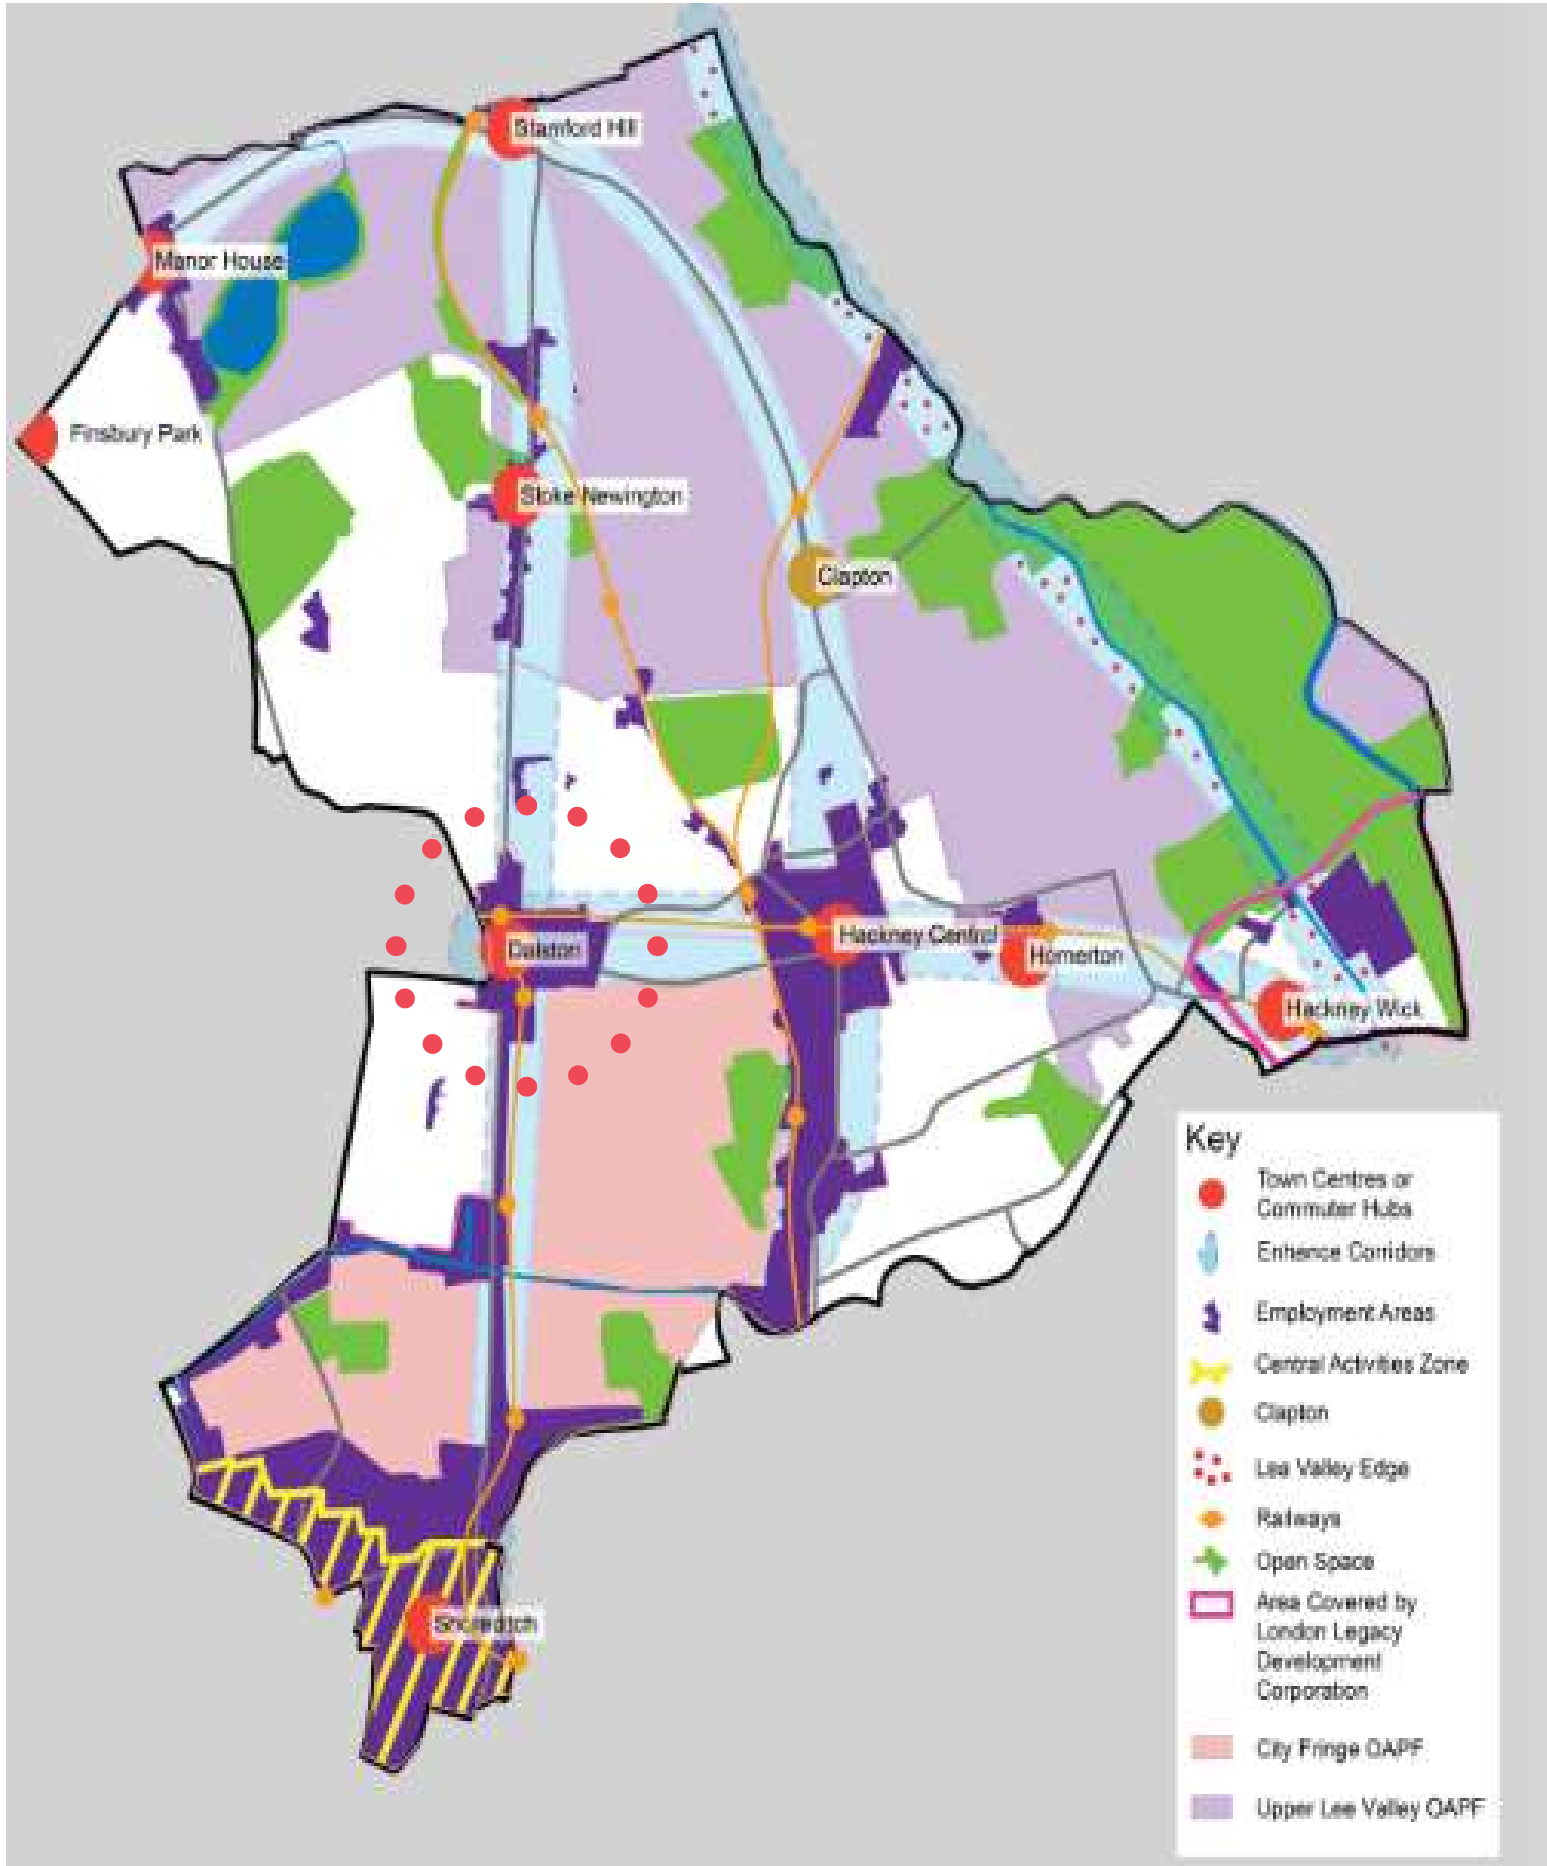 Stamford Hill
Manor House
Finsbury Park
Stoke Newington
Clapton
Dalston
Hackney Central
Homerton
Hackney Wick
Shoreditch
Key
Town Centres or
Commuter Hubs
Enhance Corridors
Employment Areas
Central Activities Zone
Clapton
Lea Valley Edge
Railways
Open Space
Area Covered by
London Legacy
Development
Corporation
City Fringe OAPF
Upper Lee Valley OAPF